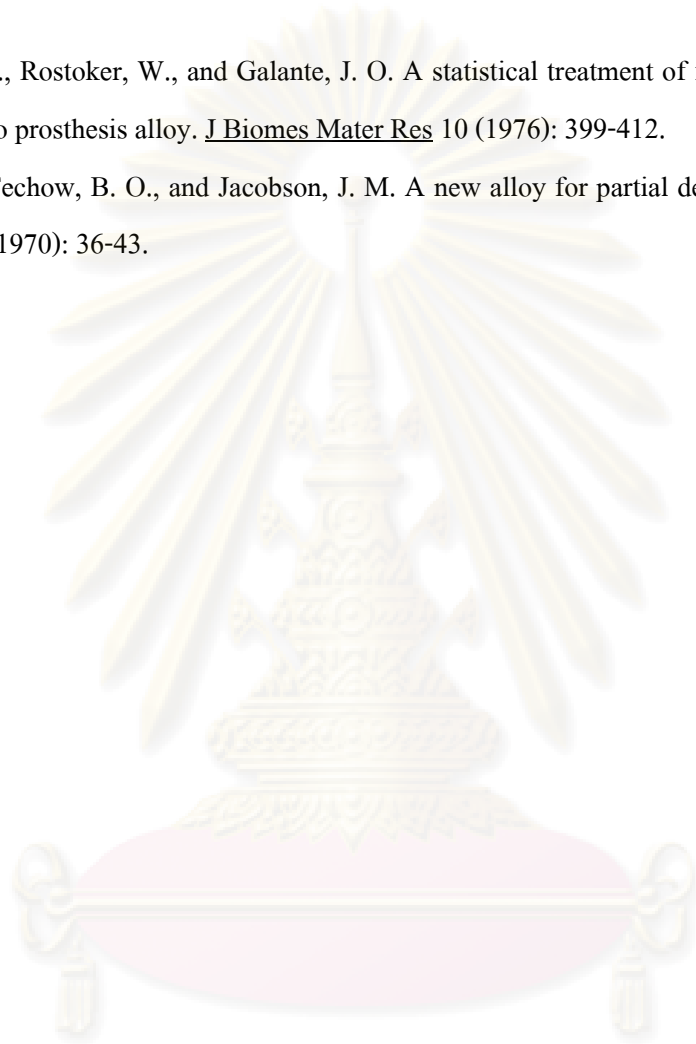 ., Rostoker, W., and Galante, J. O. A statistical treatment of
prosthesis alloy. J Biomes Mater Res 10 (1976): 399-412.
echow, B. O., and Jacobson, J. M. A new alloy for partial de
1970): 36-43.